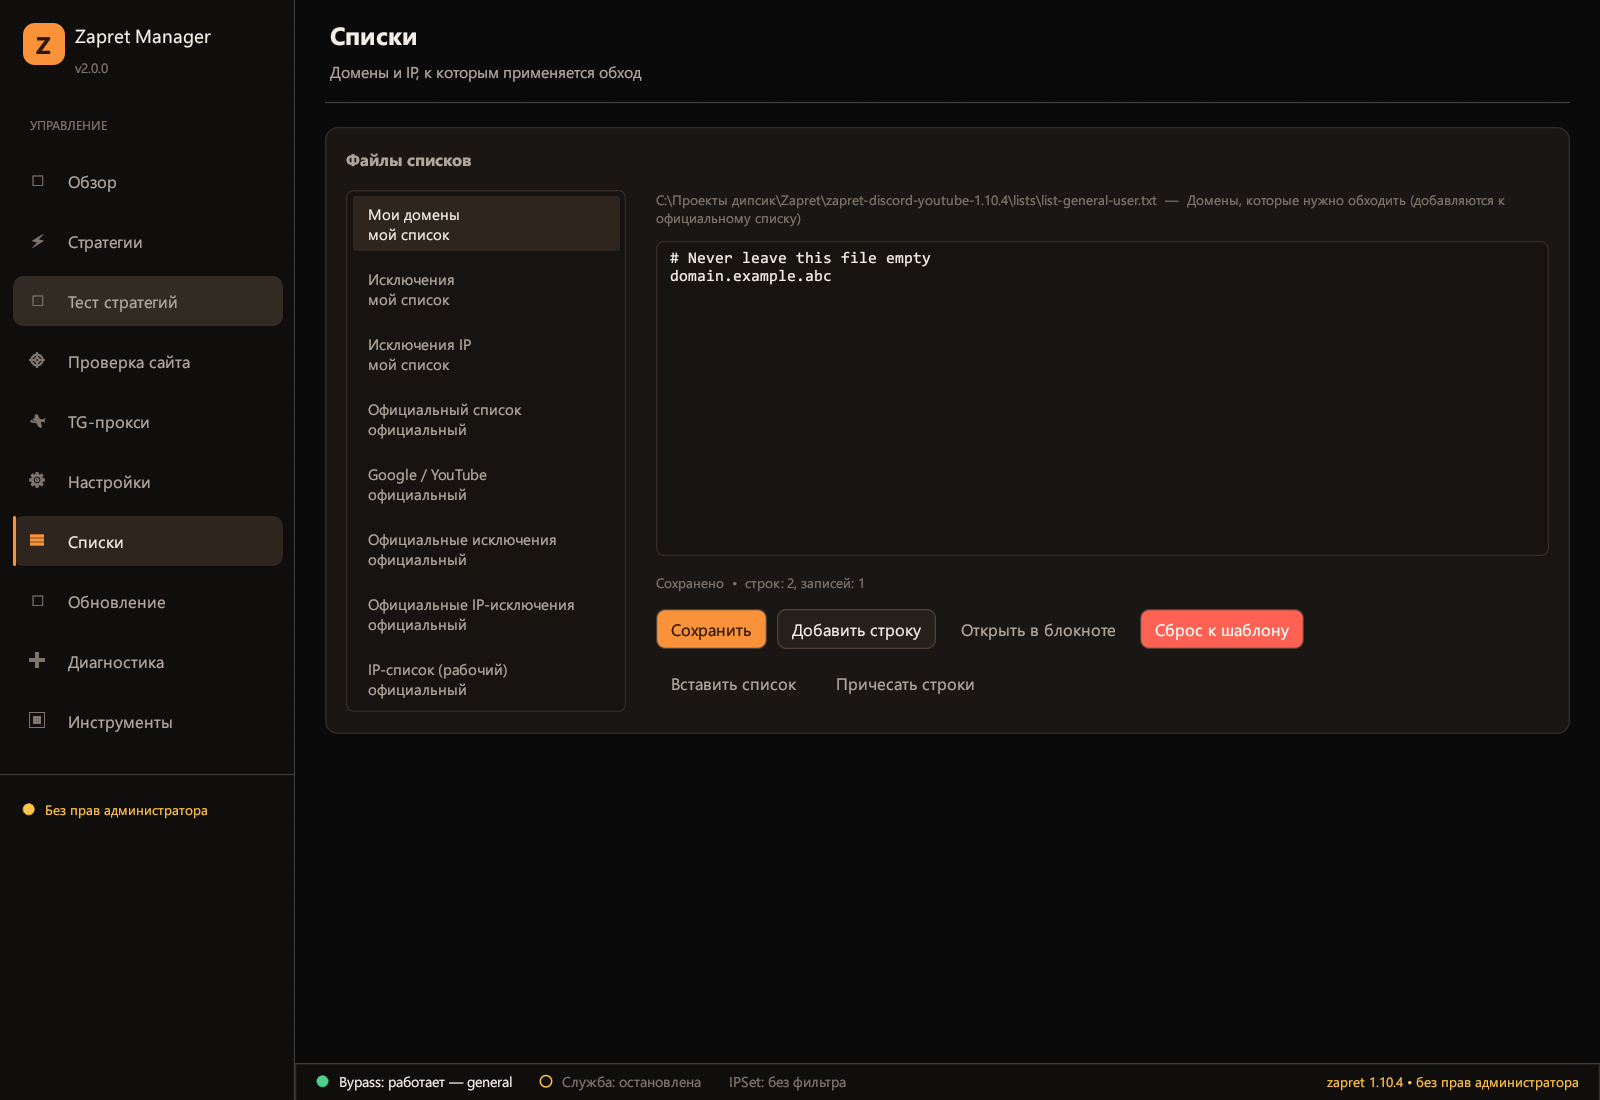 Z
Zapret Manager
v2.0.0
УПРАВЛЕНИЕ
Обзор
Стратегии
Тест стратегий
Проверка сайта
TG-прокси
Настройки
Списки
Обновление
Диагностика
Инструменты
Без прав администратора
Списки
Домены и IP, к которым применяется обход
Файлы списков
Мои домены
мой список
Исключения
мой список
Исключения IP
мой список
Официальный список
официальный
Google / YouTube
официальный
Официальные исключения
официальный
Официальные IP-исключения
официальный
IP-список (рабочий)
официальный
C:\Проекты дипсик\Zapret\zapret-discord-youtube-1.10.4\lists\list-general-user.txt — Домены, которые нужно обходить (добавляются к
официальному списку)
# Never leave this file empty
domain.example.abc
Сохранено • строк: 2, записей: 1
Сохранить Добавить строку Открыть в блокноте Сброс к шаблону
Вставить список Причесать строки
Bypass: работает — general Служба: остановлена IPSet: без фильтра zapret 1.10.4 • без прав администратора